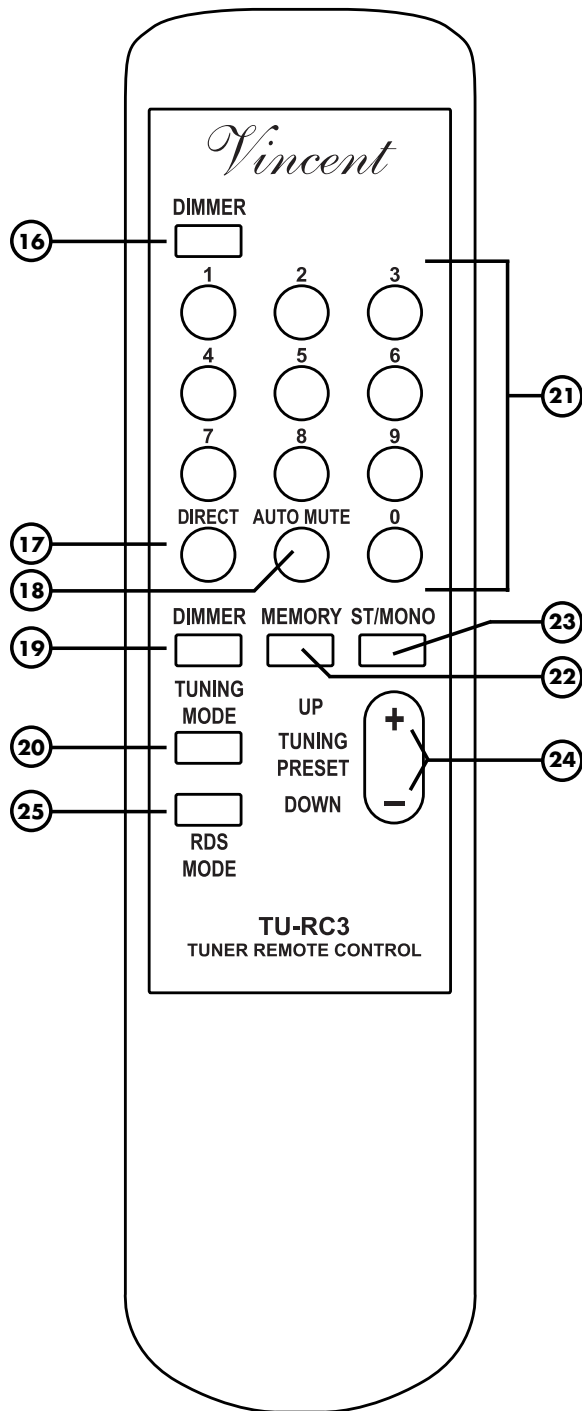 Vincent
DIMMER
16
1 2 3
4 5 6
21
7 8 9
DIRECT AUTO MUTE 0
17
18
DIMMER MEMORY ST/MONO
19
23
22
TUNING
MODE
UP
+
TUNING
PRESET
20
24
DOWN
–
25
RDS
MODE
TU-RC3
TUNER REMOTE CONTROL